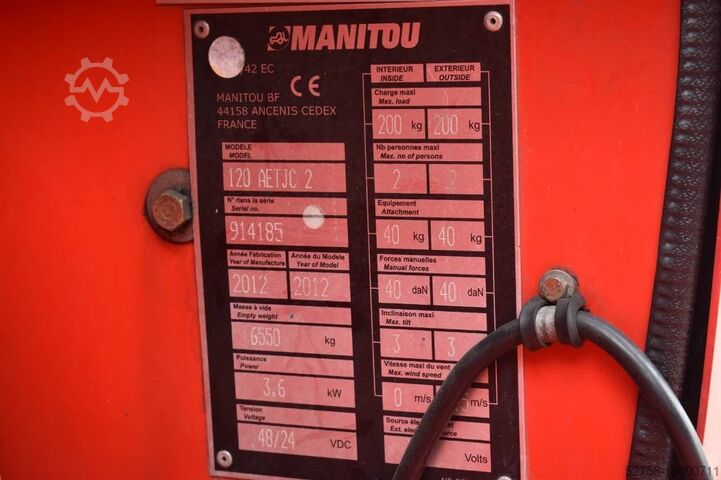 MANITOU
42 EC
CE
MANITOU BF
44158 ANCENIS CEDEX
FRANCE
MODELE
MODEL
120 AETJC 2
N° dans la série
Serial no.
914185
Année Fabrication
Year of Manufacture
Année du Modele
Year of Model
2012 2012
Masse à vide
Empty weight
6550 kg
Puissance
Power
3.6 kW
Tension
Voltage
48/24 VDC
INTERIEUR EXTERIEUR
INSIDE OUTSIDE
Charge maxi
Max. load
200 kg 200 kg
Nb personnes maxi
Max. no of persons
2 2
Equipement
Attachment
40 kg 40 kg
Forces manuelles
Manual forces
40 daN 40 daN
Inclinaison maxi
Max. tilt
3 ° 3
Vitesse maxi du vent
Max. wind speed
0 m/s m/s
Source
Ext.
Volts